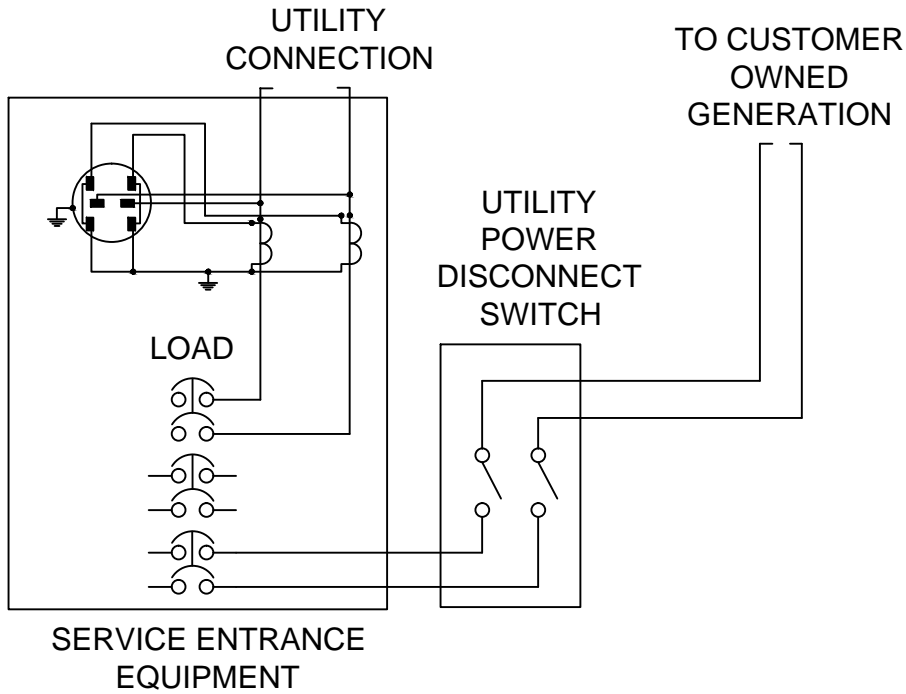 UTILITY
CONNECTION
TO CUSTOMER
OWNED
GENERATION
UTILITY
POWER
DISCONNECT
SWITCH
LOAD
SERVICE ENTRANCE
EQUIPMENT